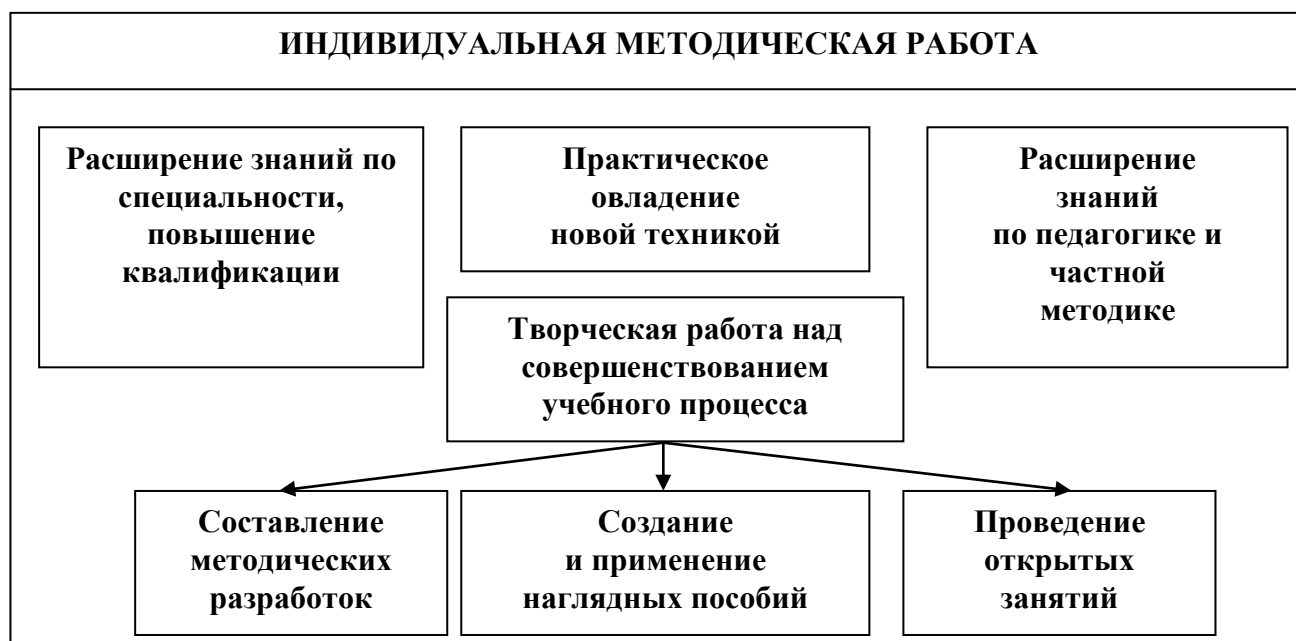 ИНДИВИДУАЛЬНАЯ МЕТОДИЧЕСКАЯ РАБОТА
Расширение знаний по
специальности,
повышение
квалификации
Практическое
овладение
новой техникой
Расширение
знаний
по педагогике и
частной
методике
Творческая работа над
совершенствованием
учебного процесса
Составление
методических
разработок
Создание
и применение
наглядных пособий
Проведение
открытых
занятий